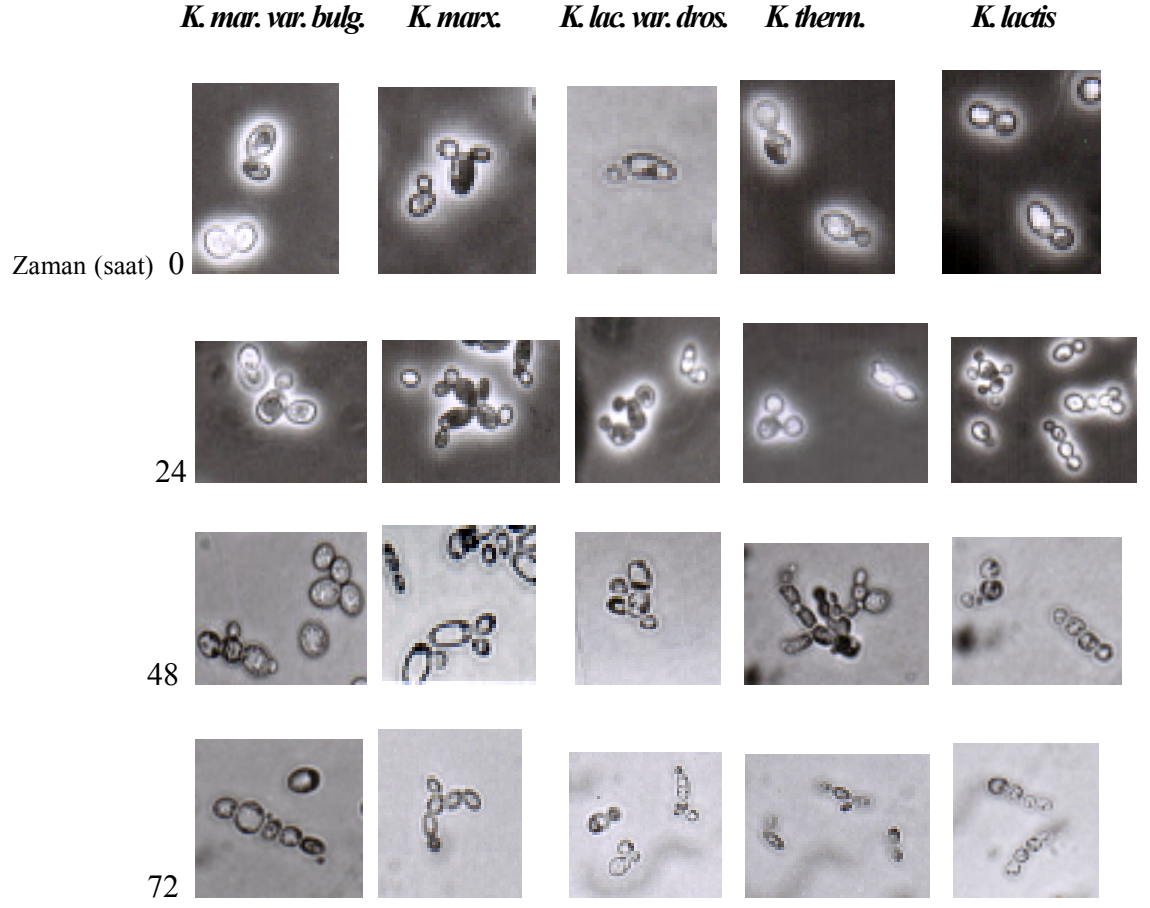 K. mar. var. bulg. K. marx. K. lac. var. dros. K. therm. K. lactis
Zaman (saat) 0
24
48
72